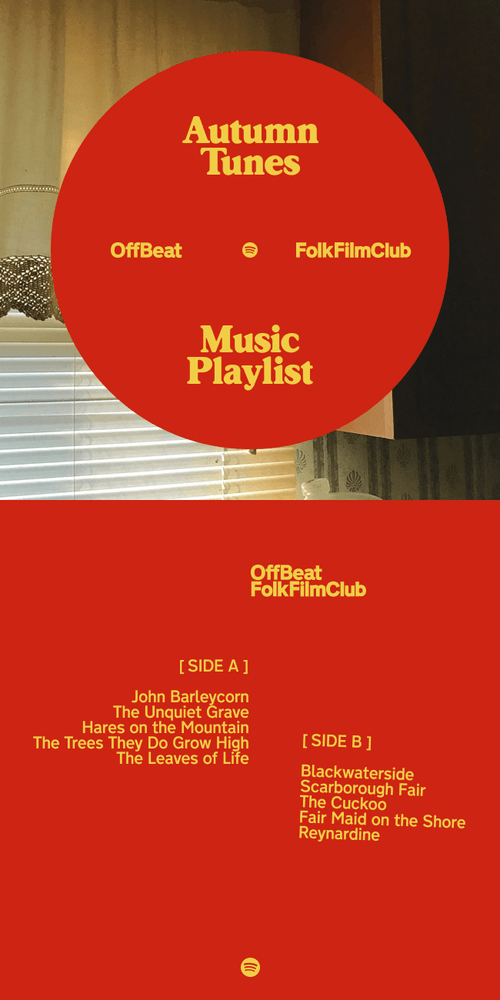 Autumn
Tunes
OffBeat
FolkFilmClub
Music
Playlist
OffBeat
FolkFilmClub
[ SIDE A ]
John Barleycorn
The Unquiet Grave
Hares on the Mountain
The Trees They Do Grow High
The Leaves of Life
[ SIDE B ]
Blackwaterside
Scarborough Fair
The Cuckoo
Fair Maid on the Shore
Reynardine